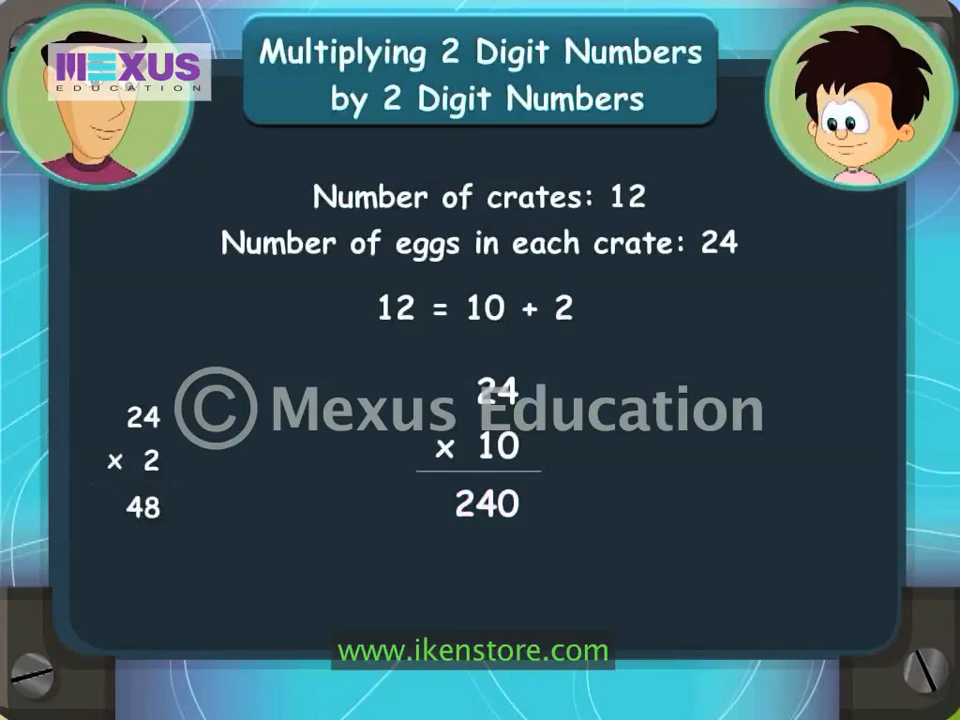 MEXUS
EDUCATION
Multiplying 2 Digit Numbers
by 2 Digit Numbers
Number of crates: 12
Number of eggs in each crate: 24
12 = 10 + 2
24
x 2
48
24
x 10
240
© Mexus Education
www.ikenstore.com